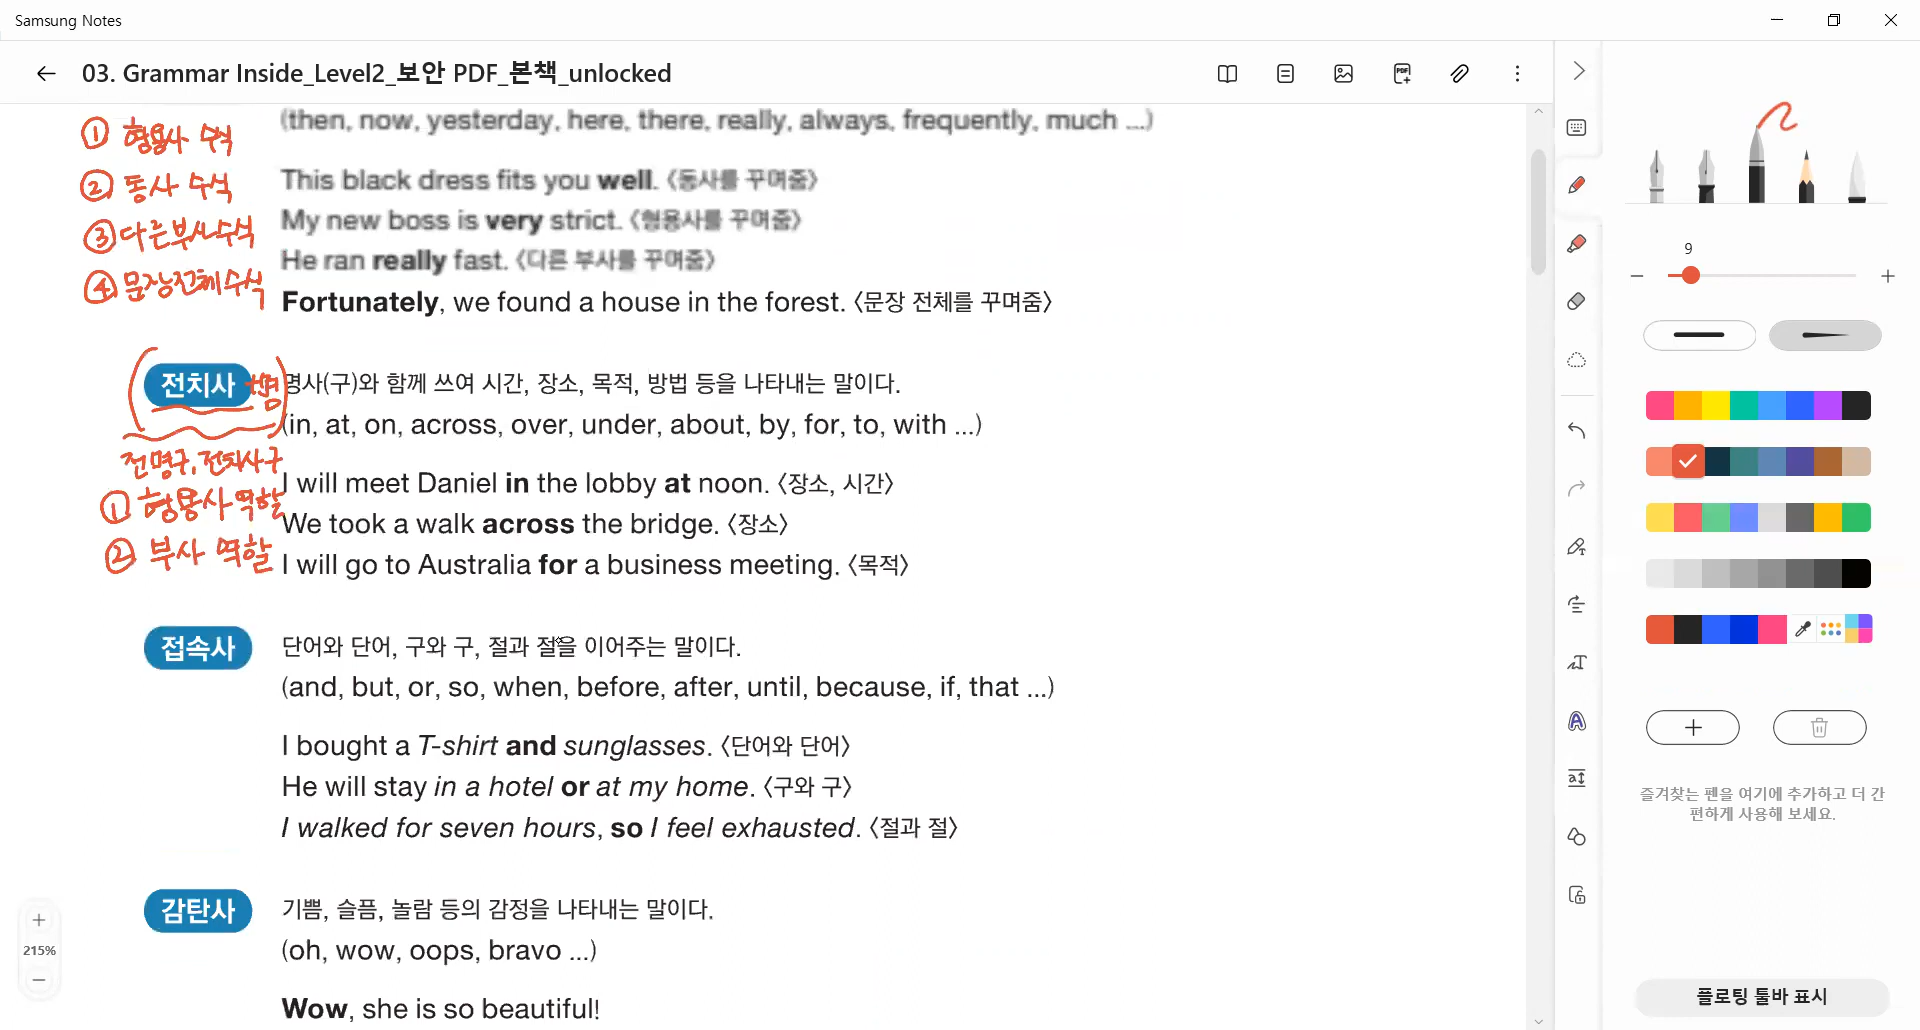 Samsung Notes
03. Grammar Inside_Level2_보안 PDF_본책_unlocked
(then, now, yesterday, here, there, really, always, frequently, much ...)
① 형용사 수식
This black dress fits you well. 〈동사를 꾸며줌〉
② 동사 수식
My new boss is very strict. 〈형용사를 꾸며줌〉
③ 다른부사수식
He ran really fast. 〈다른 부사를 꾸며줌〉
④ 문장전체수식
Fortunately, we found a house in the forest. 〈문장 전체를 꾸며줌〉
전치사 +명
명사(구)와 함께 쓰여 시간, 장소, 목적, 방법 등을 나타내는 말이다.
(in, at, on, across, over, under, about, by, for, to, with ...)
전명구, 전치사구
I will meet Daniel in the lobby at noon. 〈장소, 시간〉
① 형용사역할
We took a walk across the bridge. 〈장소〉
② 부사 역할
I will go to Australia for a business meeting. 〈목적〉
접속사
단어와 단어, 구와 구, 절과 절을 이어주는 말이다.
(and, but, or, so, when, before, after, until, because, if, that ...)
I bought a T-shirt and sunglasses. 〈단어와 단어〉
He will stay in a hotel or at my home. 〈구와 구〉
I walked for seven hours, so I feel exhausted. 〈절과 절〉
감탄사
기쁨, 슬픔, 놀람 등의 감정을 나타내는 말이다.
(oh, wow, oops, bravo ...)
Wow, she is so beautiful!
215%
PDF
9
즐겨찾는 펜을 여기에 추가하고 더 간
편하게 사용해 보세요.
플로팅 툴바 표시